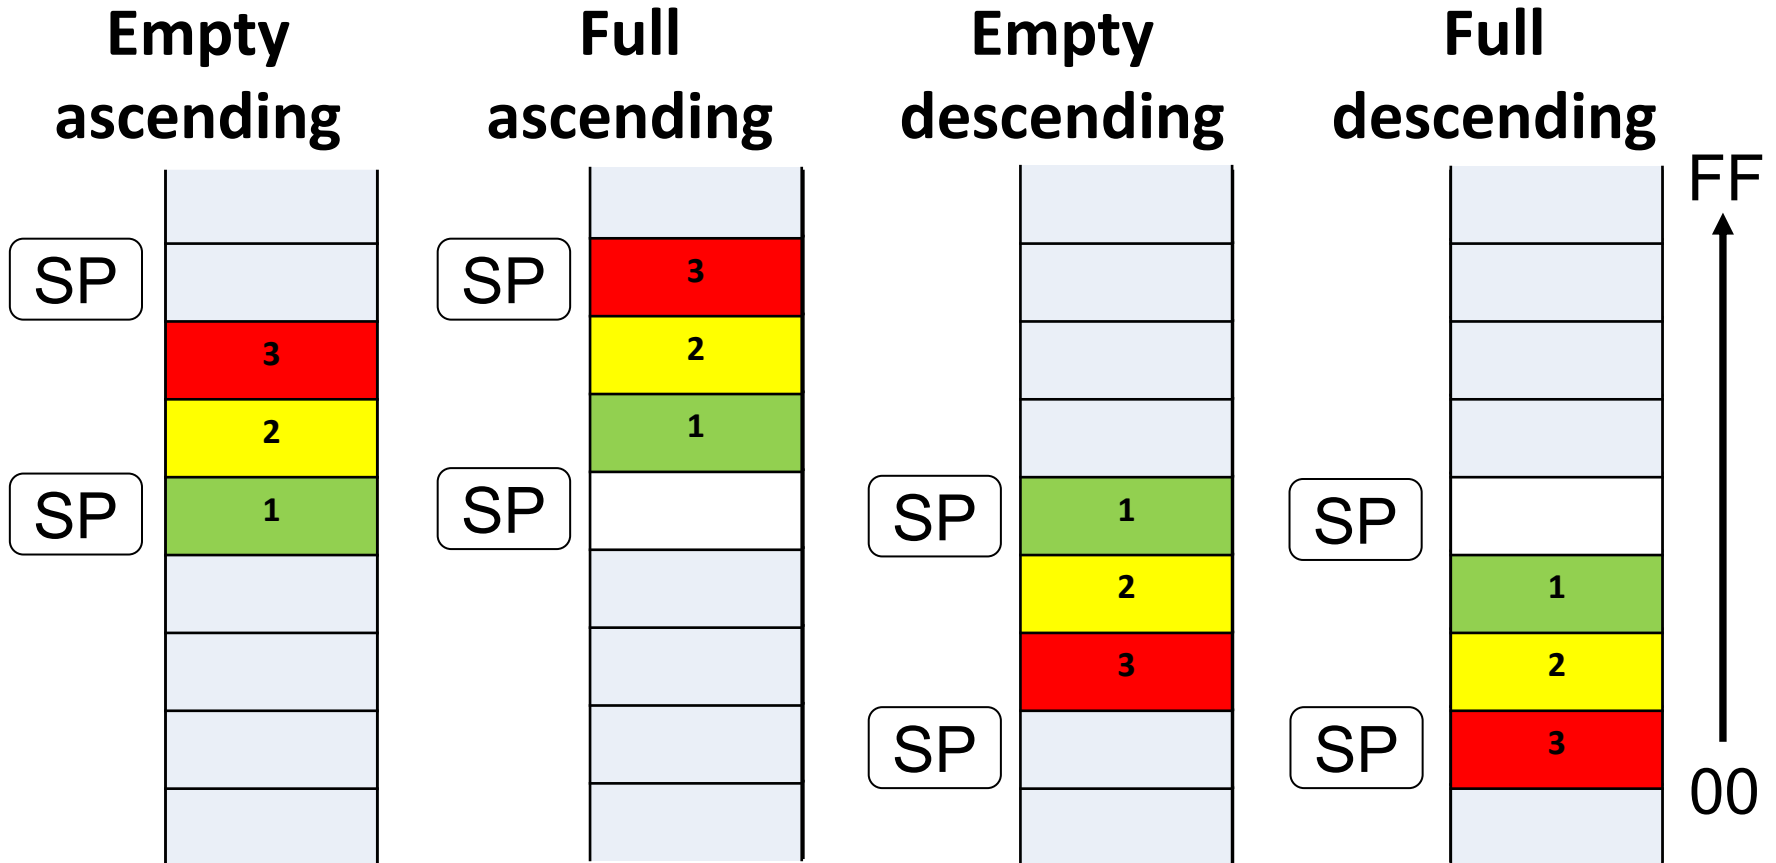 Empty
ascending
Full
ascending
Empty
descending
Full
descending
FF
SP
SP
3
3
2
2
1
SP
1
SP
SP
1
SP
2
1
3
2
SP
SP
3
00